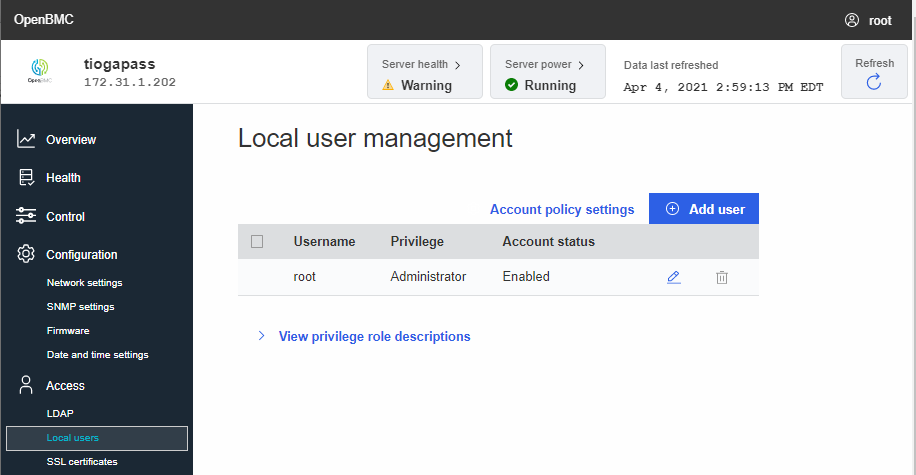 OpenBMC
root
OpenBMC
tiogapass
172.31.1.202
Server health
Warning
Server power
Running
Data last refreshed
Apr 4, 2021 2:59:13 PM EDT
Refresh
Overview
Health
Control
Configuration
Network settings
SNMP settings
Firmware
Date and time settings
Access
LDAP
Local users
SSL certificates
Local user management
Account policy settings
Add user
Username Privilege Account status
root Administrator Enabled
View privilege role descriptions